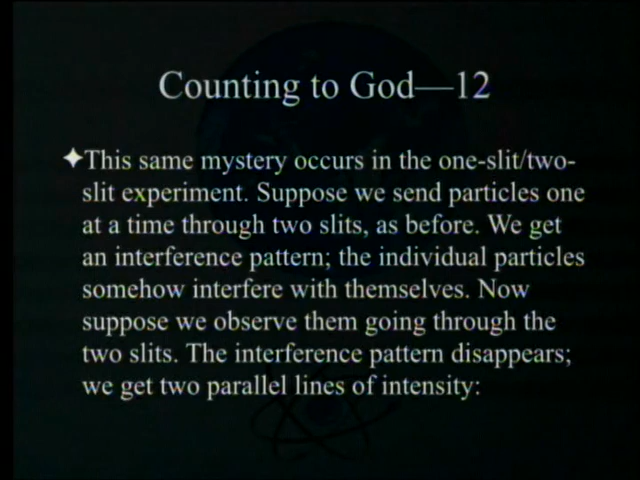 Counting to God—12
✦This same mystery occurs in the one-slit/two-
slit experiment. Suppose we send particles one
at a time through two slits, as before. We get
an interference pattern; the individual particles
somehow interfere with themselves. Now
suppose we observe them going through the
two slits. The interference pattern disappears;
we get two parallel lines of intensity: